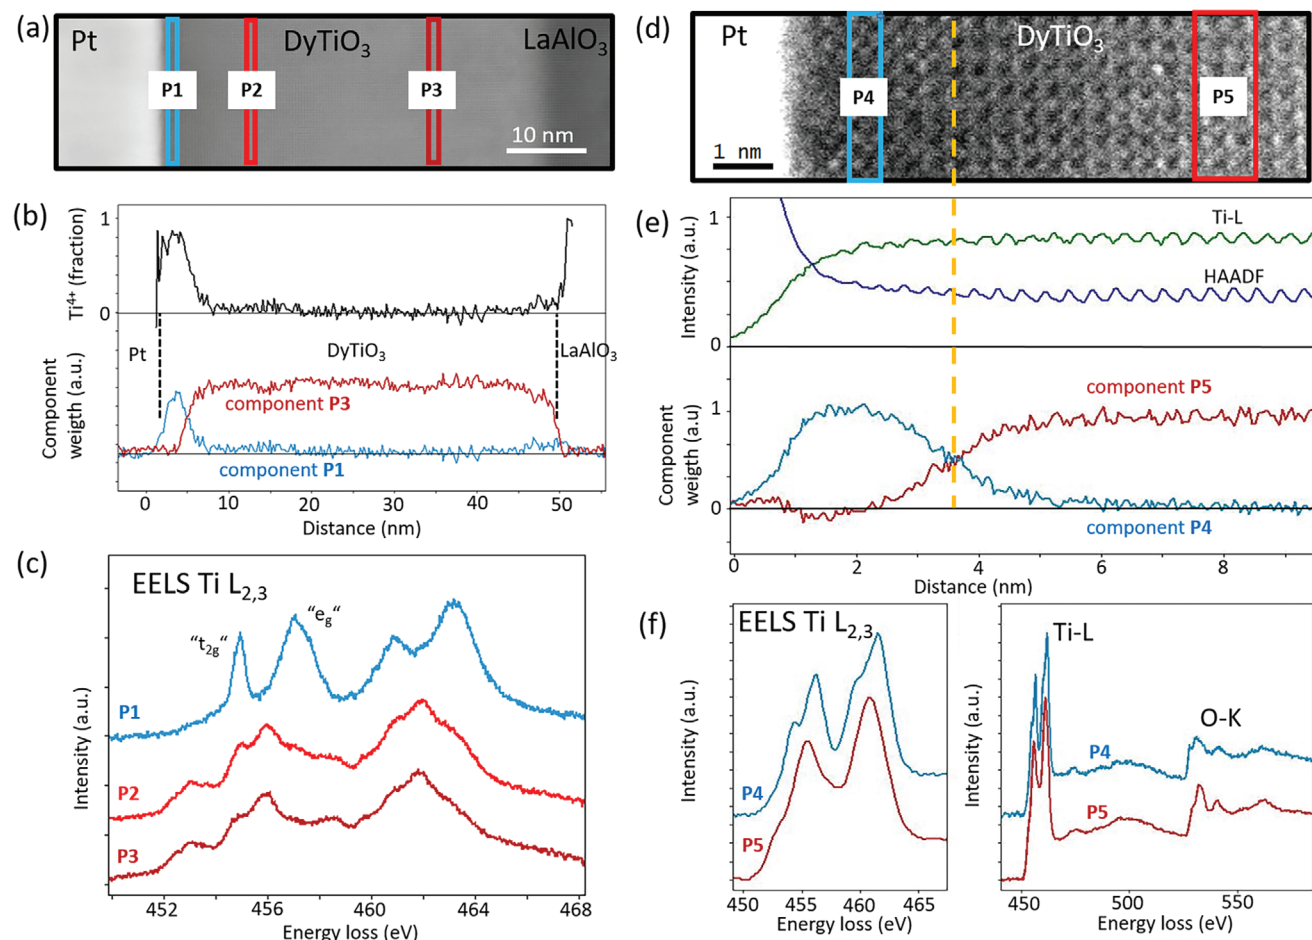 (a)
Pt
DyTiO₃
LaAlO₃
P1
P2
P3
10 nm
(b)
Ti⁴⁺ (fraction)
1
0
Pt
DyTiO₃
LaAlO₃
Component
weigth (a.u.)
component P3
component P1
0 10 20 30 40 50
Distance (nm)
(c)
EELS Ti L₂,₃
“t₂g“
“eg“
P1
P2
P3
Intensity (a.u.)
452 456 460 464 468
Energy loss (eV)
(d)
Pt
DyTiO₃
P4
P5
1 nm
(e)
Intensity (a.u.)
1
0
Ti-L
HAADF
Component
weigth (a.u)
1
0
component P5
component P4
0 2 4 6 8
Distance (nm)
(f)
EELS Ti L₂,₃
P4
P5
Intensity (a.u.)
450 455 460 465
Energy loss (eV)
Ti-L
O-K
P4
P5
Intensity (a.u.)
450 500 550
Energy loss (eV)